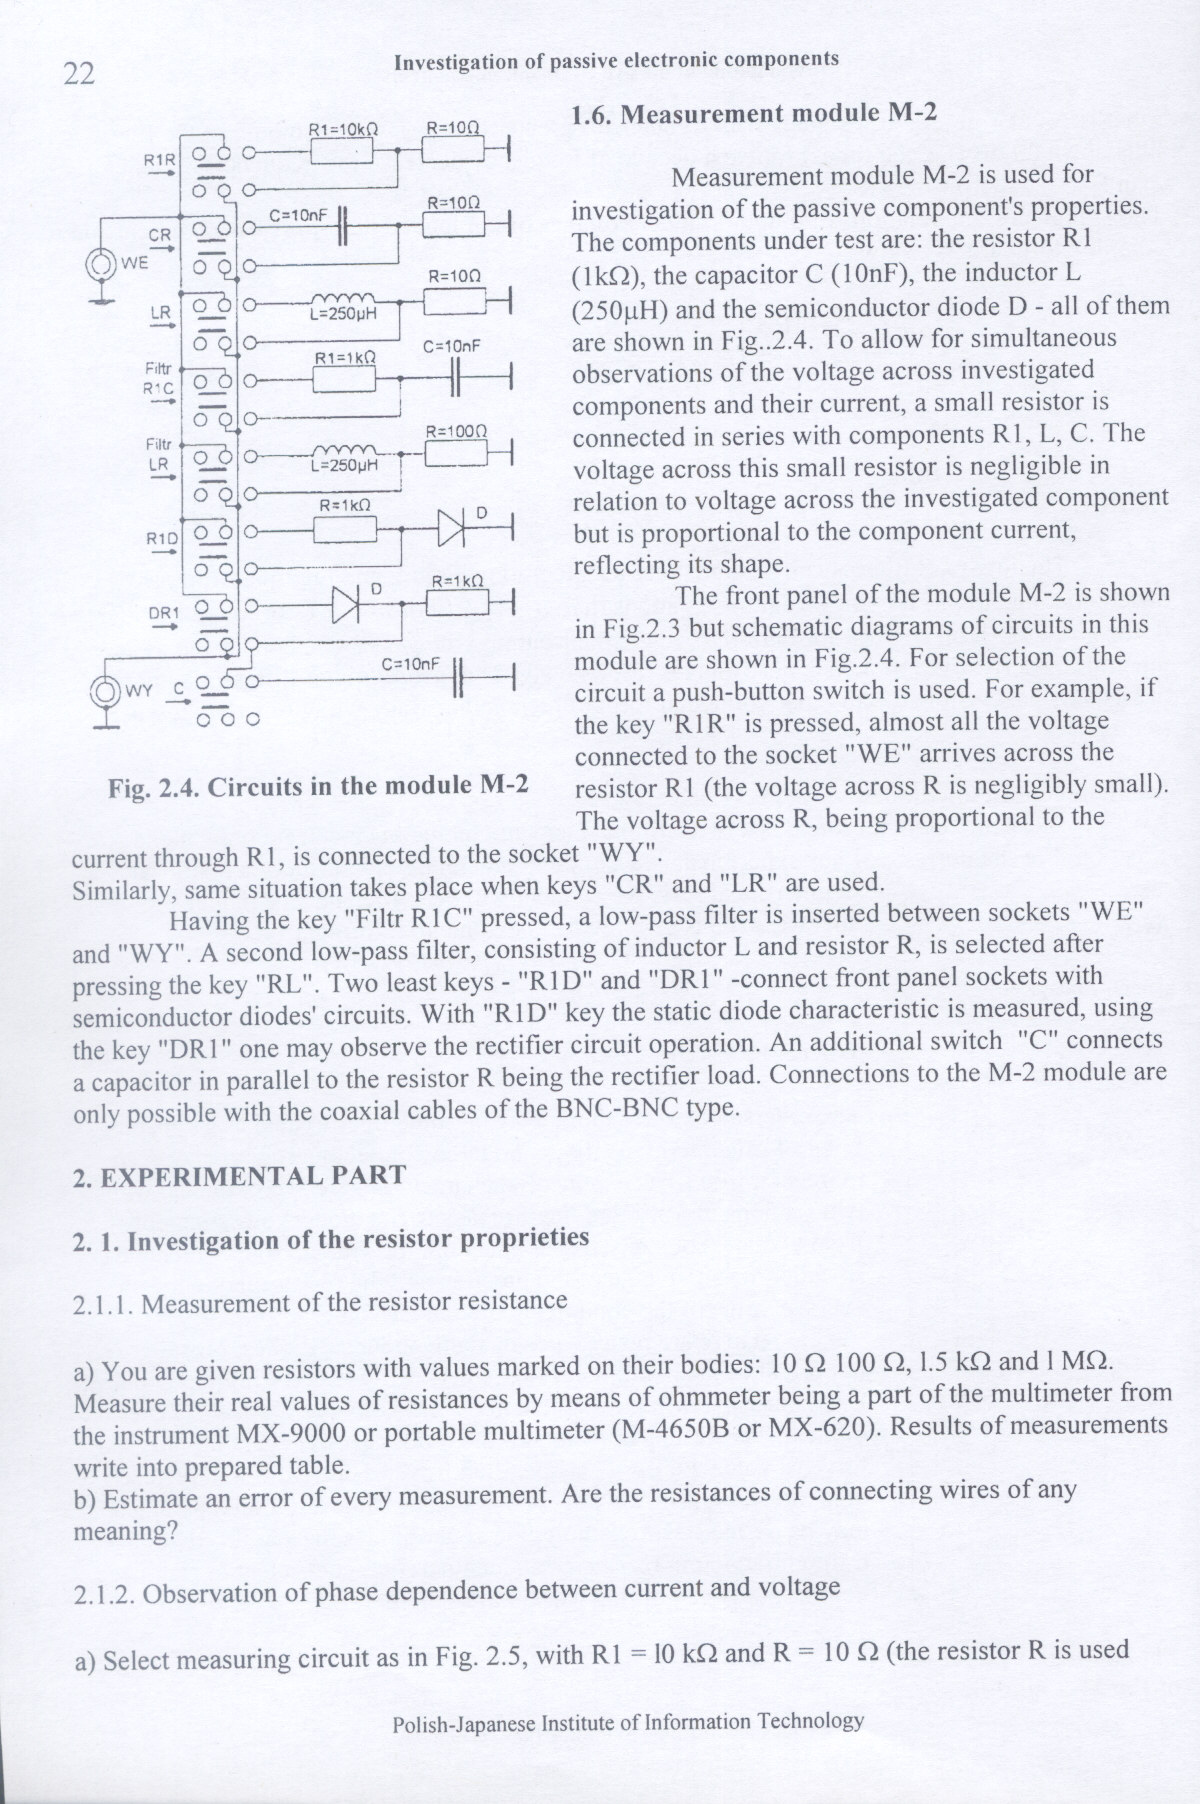 22
Investigation of passive electronic components
R1=10kΩ
R=10Ω
R1R
C=10nF
R=10Ω
CR
WE
R=10Ω
LR
L=250µH
Filtr
R1C
R1=1kΩ
C=10nF
Filtr
LR
L=250µH
R=100Ω
R=1kΩ
D
R1D
D
R=1kΩ
DR1
C=10nF
WY
C
Fig. 2.4. Circuits in the module M-2
1.6. Measurement module M-2
Measurement module M-2 is used for
investigation of the passive component's properties.
The components under test are: the resistor R1
(1kΩ), the capacitor C (10nF), the inductor L
(250µH) and the semiconductor diode D - all of them
are shown in Fig..2.4. To allow for simultaneous
observations of the voltage across investigated
components and their current, a small resistor is
connected in series with components R1, L, C. The
voltage across this small resistor is negligible in
relation to voltage across the investigated component
but is proportional to the component current,
reflecting its shape.
The front panel of the module M-2 is shown
in Fig.2.3 but schematic diagrams of circuits in this
module are shown in Fig.2.4. For selection of the
circuit a push-button switch is used. For example, if
the key "R1R" is pressed, almost all the voltage
connected to the socket "WE" arrives across the
resistor R1 (the voltage across R is negligibly small).
The voltage across R, being proportional to the
current through R1, is connected to the socket "WY".
Similarly, same situation takes place when keys "CR" and "LR" are used.
Having the key "Filtr R1C" pressed, a low-pass filter is inserted between sockets "WE"
and "WY". A second low-pass filter, consisting of inductor L and resistor R, is selected after
pressing the key "RL". Two least keys - "R1D" and "DR1" -connect front panel sockets with
semiconductor diodes' circuits. With "R1D" key the static diode characteristic is measured, using
the key "DR1" one may observe the rectifier circuit operation. An additional switch "C" connects
a capacitor in parallel to the resistor R being the rectifier load. Connections to the M-2 module are
only possible with the coaxial cables of the BNC-BNC type.
2. EXPERIMENTAL PART
2. 1. Investigation of the resistor proprieties
2.1.1. Measurement of the resistor resistance
a) You are given resistors with values marked on their bodies: 10 Ω 100 Ω, 1.5 kΩ and 1 MΩ.
Measure their real values of resistances by means of ohmmeter being a part of the multimeter from
the instrument MX-9000 or portable multimeter (M-4650B or MX-620). Results of measurements
write into prepared table.
b) Estimate an error of every measurement. Are the resistances of connecting wires of any
meaning?
2.1.2. Observation of phase dependence between current and voltage
a) Select measuring circuit as in Fig. 2.5, with R1 = 10 kΩ and R = 10 Ω (the resistor R is used
Polish-Japanese Institute of Information Technology